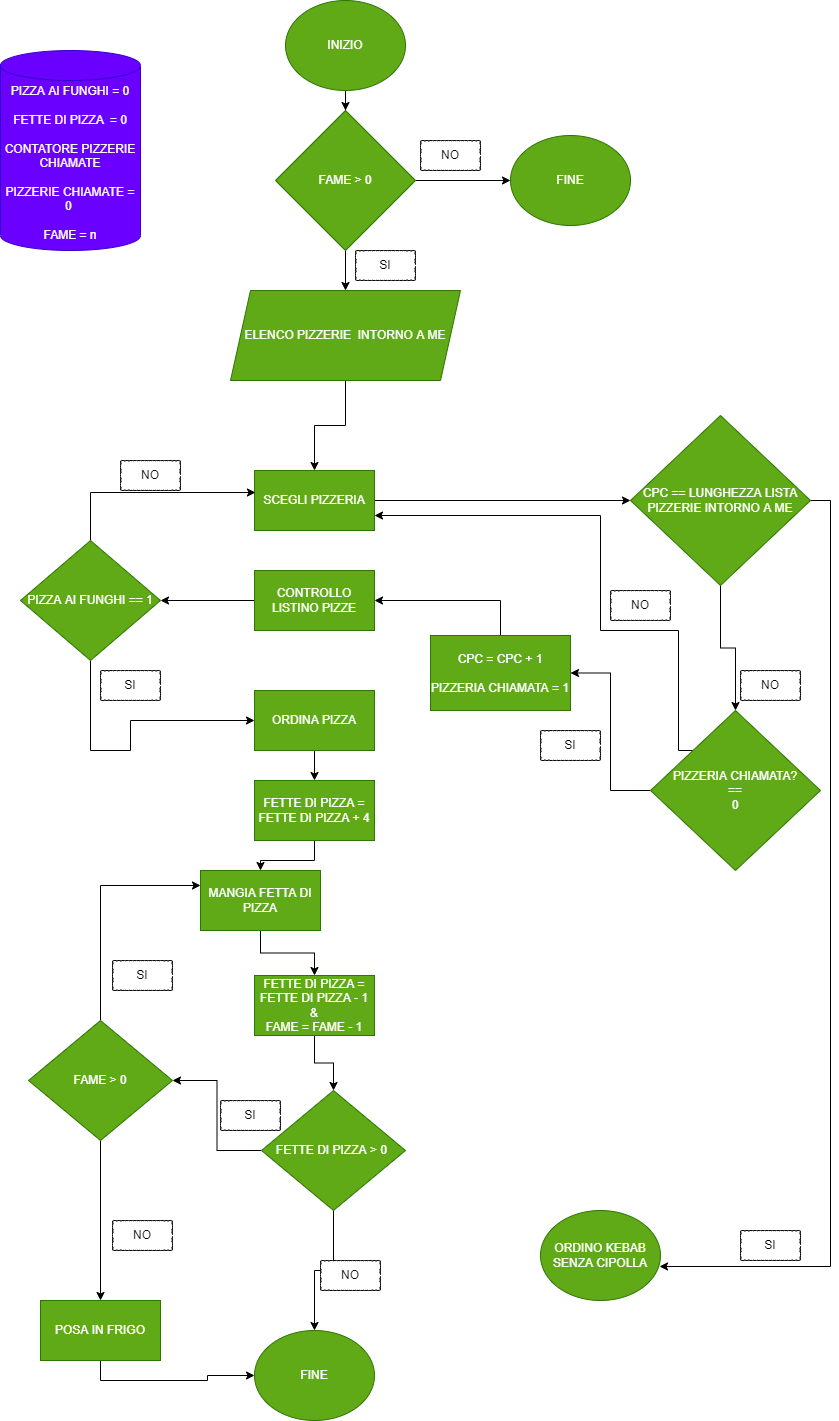 INIZIO
PIZZA AI FUNGHI = 0
FETTE DI PIZZA = 0
CONTATORE PIZZERIE
CHIAMATE
PIZZERIE CHIAMATE =
0
FAME = n
FAME > 0
NO
FINE
SI
ELENCO PIZZERIE INTORNO A ME
NO
SCEGLI PIZZERIA
CPC == LUNGHEZZA LISTA
PIZZERIE INTORNO A ME
PIZZA AI FUNGHI == 1
CONTROLLO
LISTINO PIZZE
NO
CPC = CPC + 1
PIZZERIA CHIAMATA = 1
SI
NO
ORDINA PIZZA
SI
PIZZERIA CHIAMATA?
==
0
FETTE DI PIZZA =
FETTE DI PIZZA + 4
MANGIA FETTA DI
PIZZA
SI
FETTE DI PIZZA =
FETTE DI PIZZA - 1
&
FAME = FAME - 1
FAME > 0
SI
FETTE DI PIZZA > 0
NO
ORDINO KEBAB
SENZA CIPOLLA
SI
NO
POSA IN FRIGO
FINE